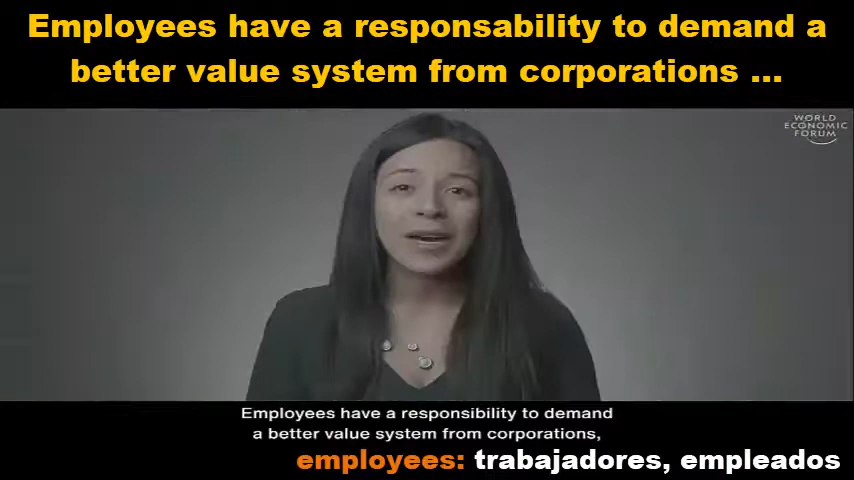 Employees have a responsability to demand a
better value system from corporations ...
WORLD
ECONOMIC
FORUM
Employees have a responsibility to demand
a better value system from corporations,
employees: trabajadores, empleados